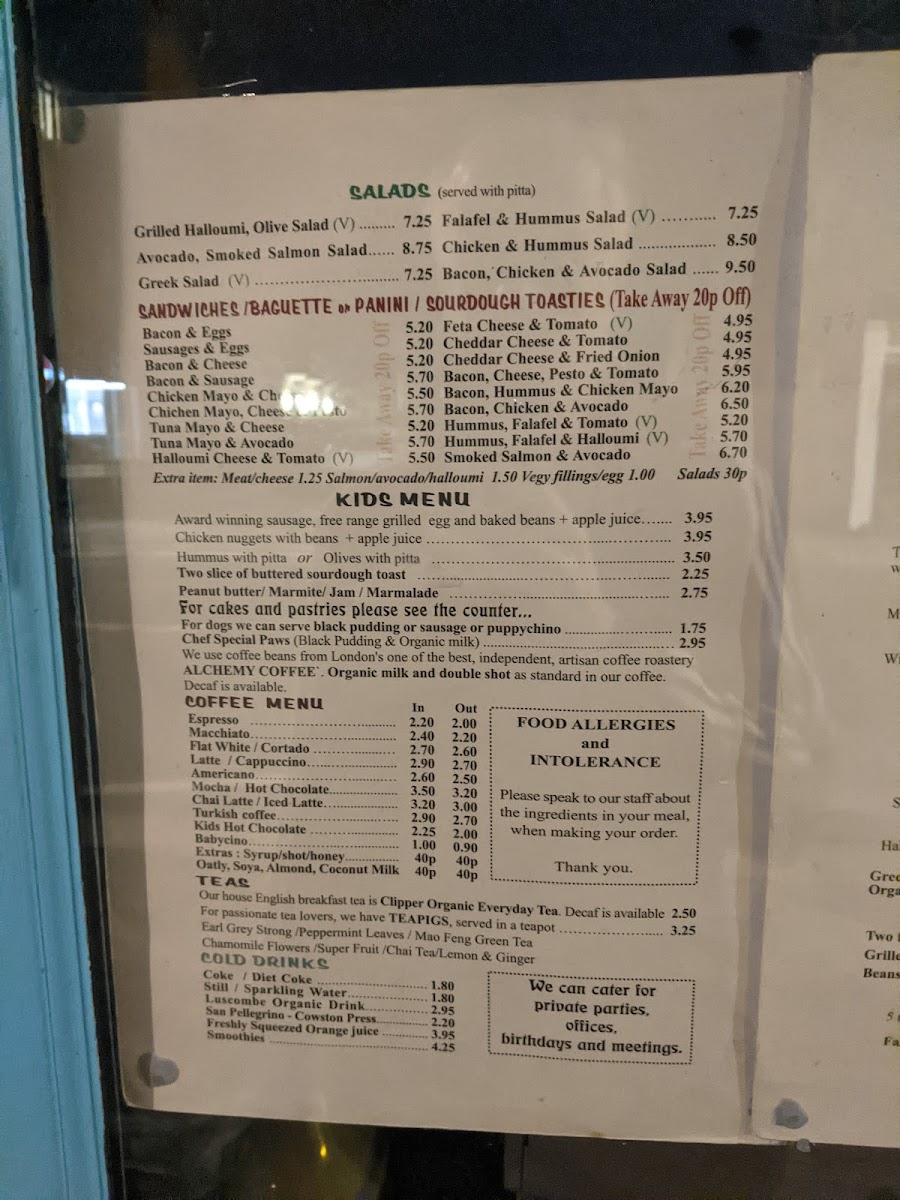 SALADS (served with pitta)
Grilled Halloumi, Olive Salad (V) ......... 7.25 Falafel & Hummus Salad (V) ........... 7.25
Avocado, Smoked Salmon Salad...... 8.75 Chicken & Hummus Salad .................. 8.50
Greek Salad (V) ................................. 7.25 Bacon, Chicken & Avocado Salad ...... 9.50
SANDWICHES /BAGUETTE or PANINI / SOURDOUGH TOASTIES (Take Away 20p Off)
Bacon & Eggs 5.20 Feta Cheese & Tomato (V) 4.95
Sausages & Eggs 5.20 Cheddar Cheese & Tomato 4.95
Bacon & Cheese 5.20 Cheddar Cheese & Fried Onion 4.95
Bacon & Sausage 5.70 Bacon, Cheese, Pesto & Tomato 5.95
Chicken Mayo & 5.50 Bacon, Hummus & Chicken Mayo 6.20
Chichen Mayo, 5.70 Bacon, Chicken & Avocado 6.50
Tuna Mayo & Cheese 5.20 Hummus, Falafel & Tomato (V) 5.20
Tuna Mayo & Avocado 5.70 Hummus, Falafel & Halloumi (V) 5.70
Halloumi Cheese & Tomato (V) 5.50 Smoked Salmon & Avocado 6.70
Take Away 20p Off
Take Away 20p Off
Extra item: Meat/cheese 1.25 Salmon/avocado/halloumi 1.50 Vegy fillings/egg 1.00 Salads 30p
KIDS MENU
Award winning sausage, free range grilled egg and baked beans + apple juice....... 3.95
Chicken nuggets with beans + apple juice ........................................................ 3.95
Hummus with pitta or Olives with pitta ........................................................ 3.50
Two slice of buttered sourdough toast ........................................................ 2.25
Peanut butter/ Marmite/ Jam / Marmalade ................................................... 2.75
For cakes and pastries please see the counter...
For dogs we can serve black pudding or sausage or puppychino ......................... 1.75
Chef Special Paws (Black Pudding & Organic milk) ............................................. 2.95
We use coffee beans from London's one of the best, independent, artisan coffee roastery
ALCHEMY COFFEE`. Organic milk and double shot as standard in our coffee.
Decaf is available.
COFFEE MENU In Out
Espresso .................................... 2.20 2.00
Macchiato.................................... 2.40 2.20
Flat White / Cortado .................... 2.70 2.60
Latte / Cappuccino...................... 2.90 2.70
Americano................................... 2.60 2.50
Mocha / Hot Chocolate................. 3.50 3.20
Chai Latte / Iced Latte.................. 3.20 3.00
Turkish coffee.............................. 2.90 2.70
Kids Hot Chocolate ...................... 2.25 2.00
Babycino...................................... 1.00 0.90
Extras : Syrup/shot/honey.............. 40p 40p
Oatly, Soya, Almond, Coconut Milk 40p 40p
FOOD ALLERGIES
and
INTOLERANCE
Please speak to our staff about
the ingredients in your meal,
when making your order.
Thank you.
TEAS
Our house English breakfast tea is Clipper Organic Everyday Tea. Decaf is available 2.50
For passionate tea lovers, we have TEAPIGS, served in a teapot ........................ 3.25
Earl Grey Strong /Peppermint Leaves / Mao Feng Green Tea
Chamomile Flowers /Super Fruit /Chai Tea/Lemon & Ginger
COLD DRINKS
Coke / Diet Coke ........................... 1.80
Still / Sparkling Water................... 1.80
Luscombe Organic Drink............... 2.95
San Pellegrino - Cowston Press........ 2.20
Freshly Squeezed Orange juice .......... 3.95
Smoothies ...................................... 4.25
We can cater for
private parties,
offices,
birthdays and meetings.
Two
Beans